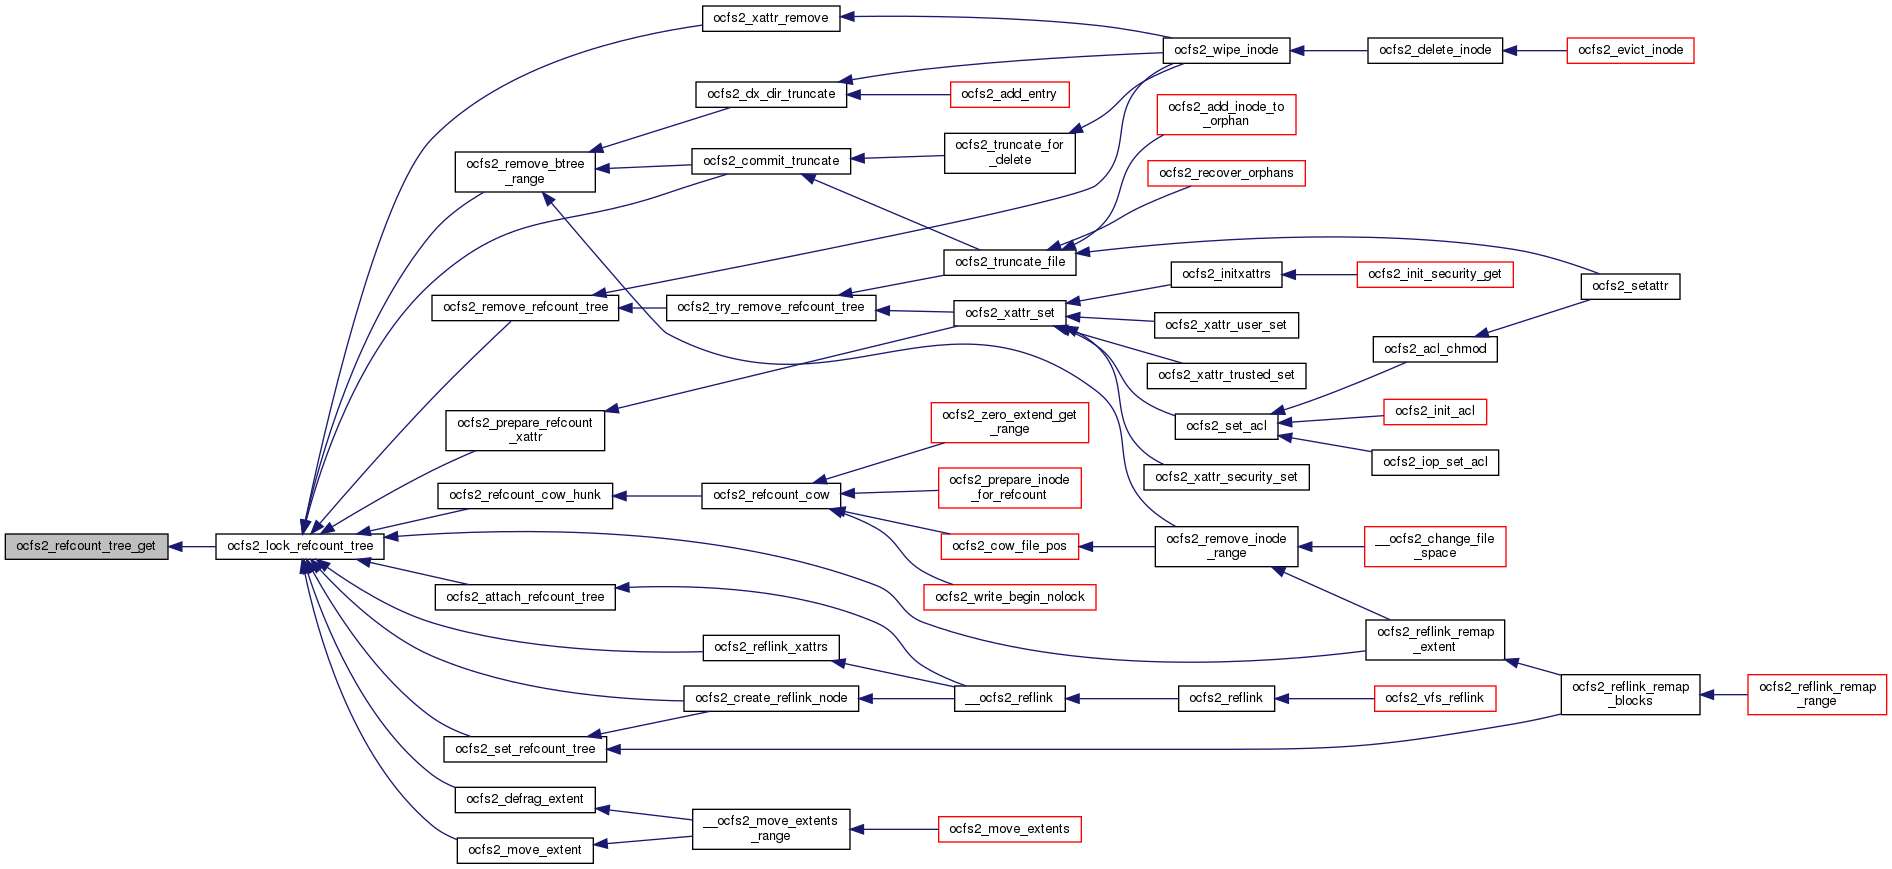 ocfs2_refcount_tree_get
ocfs2_lock_refcount_tree
ocfs2_xattr_remove
ocfs2_wipe_inode
ocfs2_delete_inode
ocfs2_evict_inode
ocfs2_dx_dir_truncate
ocfs2_add_entry
ocfs2_add_inode_to
_orphan
ocfs2_remove_btree
_range
ocfs2_commit_truncate
ocfs2_truncate_for
_delete
ocfs2_recover_orphans
ocfs2_truncate_file
ocfs2_setattr
ocfs2_remove_refcount_tree
ocfs2_try_remove_refcount_tree
ocfs2_xattr_set
ocfs2_initxattrs
ocfs2_init_security_get
ocfs2_xattr_user_set
ocfs2_xattr_trusted_set
ocfs2_acl_chmod
ocfs2_set_acl
ocfs2_init_acl
ocfs2_iop_set_acl
ocfs2_xattr_security_set
ocfs2_prepare_refcount
_xattr
ocfs2_zero_extend_get
_range
ocfs2_refcount_cow_hunk
ocfs2_refcount_cow
ocfs2_prepare_inode
_for_refcount
ocfs2_cow_file_pos
ocfs2_remove_inode
_range
__ocfs2_change_file
_space
ocfs2_write_begin_nolock
ocfs2_attach_refcount_tree
ocfs2_reflink_remap
_extent
ocfs2_reflink_xattrs
ocfs2_create_reflink_node
__ocfs2_reflink
ocfs2_reflink
ocfs2_vfs_reflink
ocfs2_reflink_remap
_blocks
ocfs2_reflink_remap
_range
ocfs2_set_refcount_tree
ocfs2_defrag_extent
__ocfs2_move_extents
_range
ocfs2_move_extents
ocfs2_move_extent